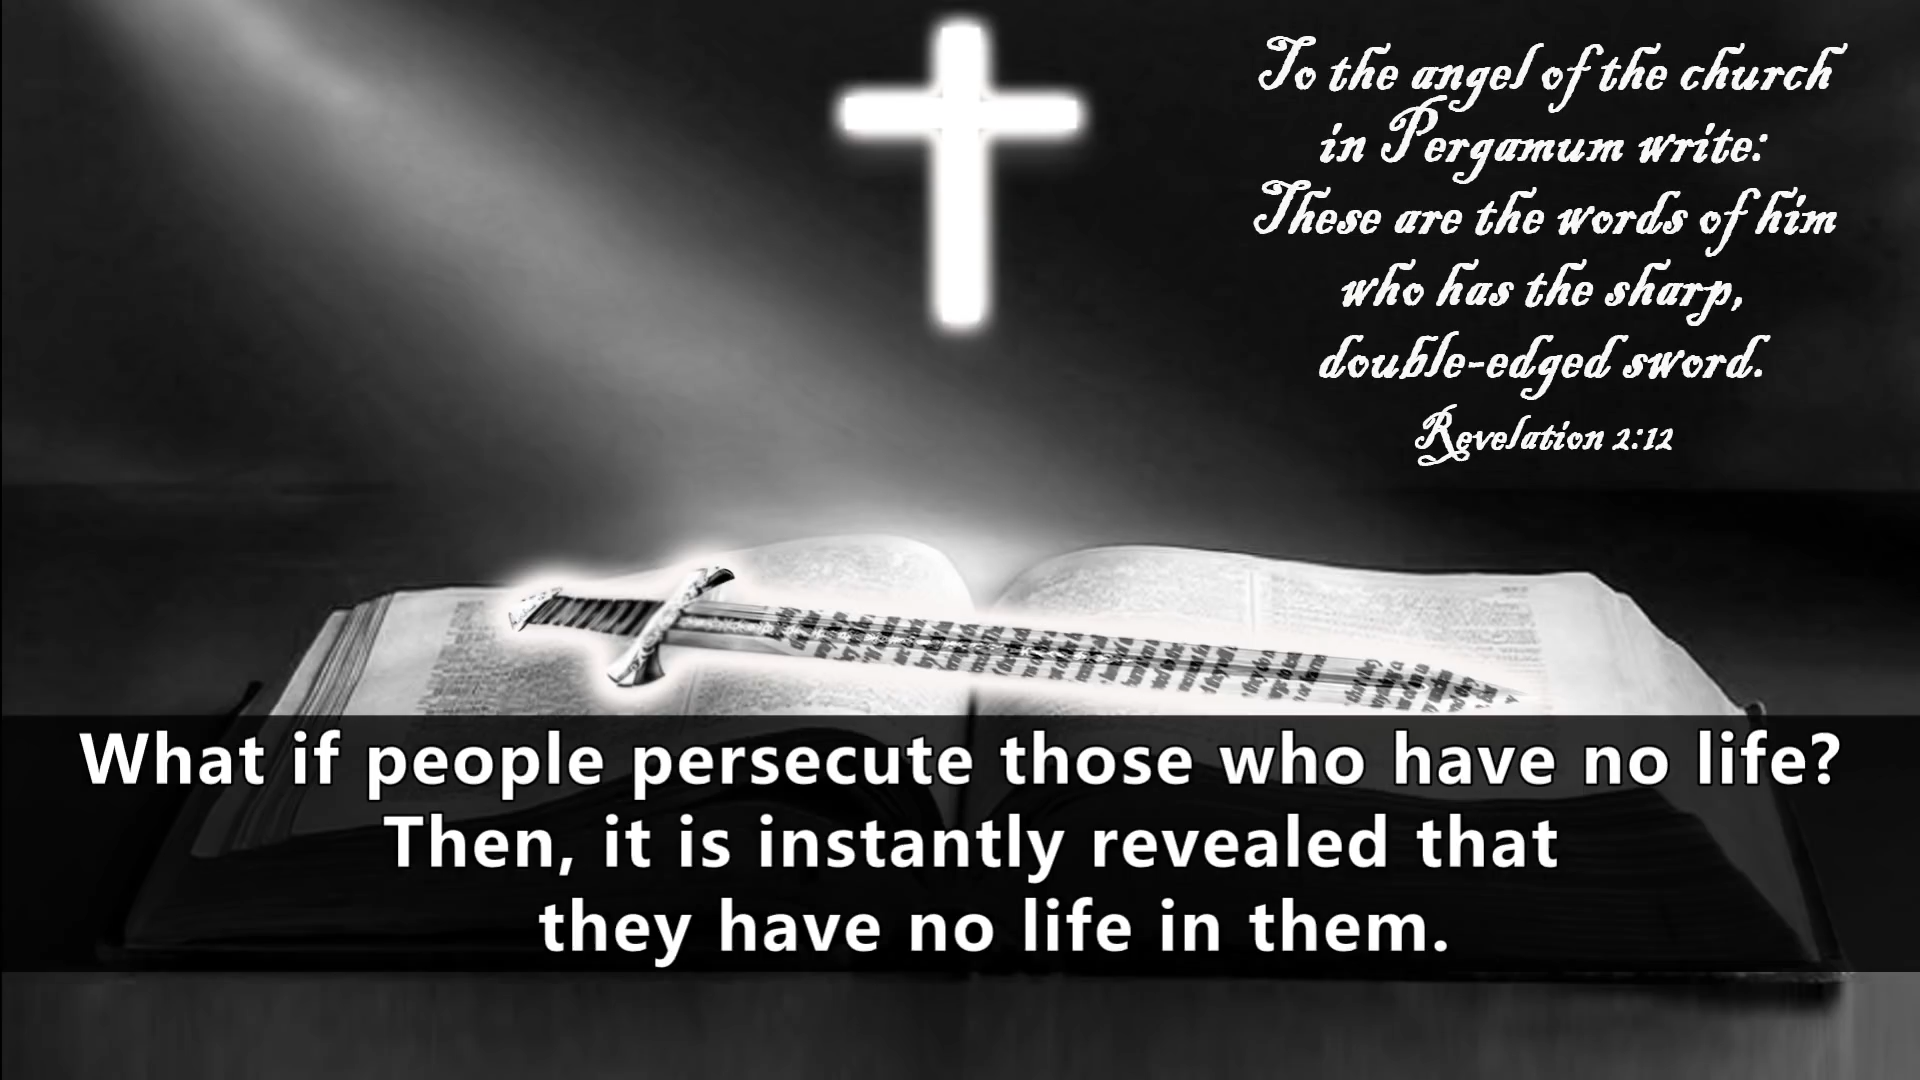 To the angel of the church
in Pergamum write:
These are the words of him
who has the sharp,
double-edged sword.
Revelation 2:12
What if people persecute those who have no life?
Then, it is instantly revealed that
they have no life in them.